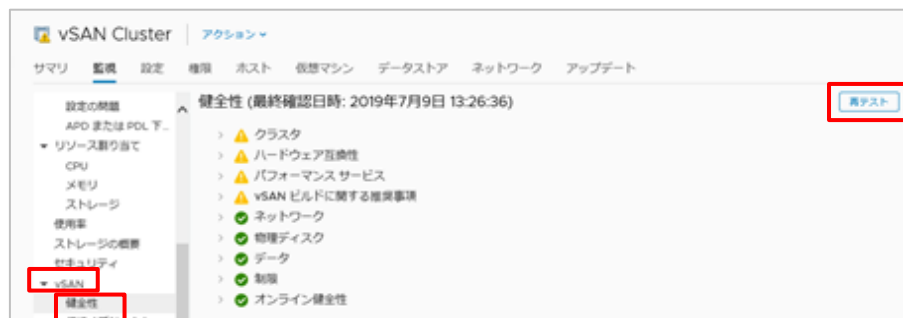 vSAN Cluster アクション
サマリ 監視 設定 権限 ホスト 仮想マシン データストア ネットワーク アップデート
設定の問題
APD または PDL 下...
リソース割り当て
CPU
メモリ
ストレージ
使用率
ストレージの概要
セキュリティ
vSAN
健全性
健全性 (最終確認日時: 2019年7月9日 13:26:36)
再テスト
クラスタ
ハードウェア互換性
パフォーマンス サービス
vSAN ビルドに関する推奨事項
ネットワーク
物理ディスク
データ
制限
オンライン健全性